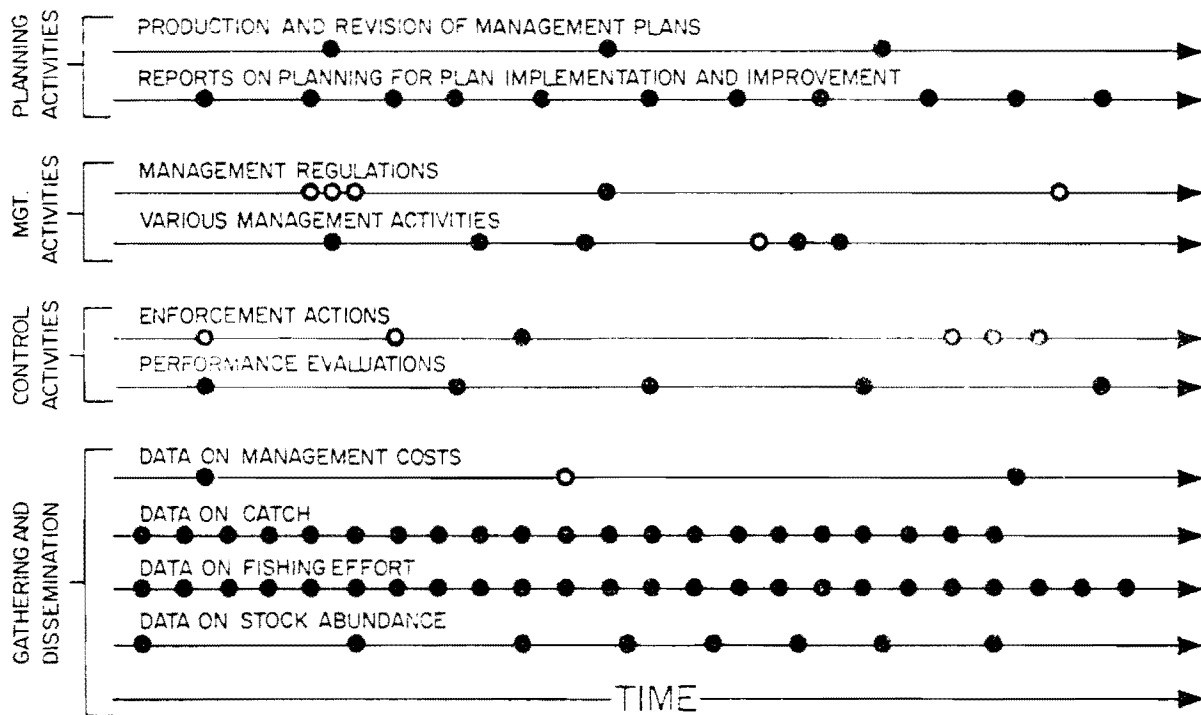 PLANNING
ACTIVITIES
PRODUCTION AND REVISION OF MANAGEMENT PLANS
REPORTS ON PLANNING FOR PLAN IMPLEMENTATION AND IMPROVEMENT
MGT.
ACTIVITIES
MANAGEMENT REGULATIONS
VARIOUS MANAGEMENT ACTIVITIES
CONTROL
ACTIVITIES
ENFORCEMENT ACTIONS
PERFORMANCE EVALUATIONS
GATHERING AND
DISSEMINATION
DATA ON MANAGEMENT COSTS
DATA ON CATCH
DATA ON FISHING EFFORT
DATA ON STOCK ABUNDANCE
TIME